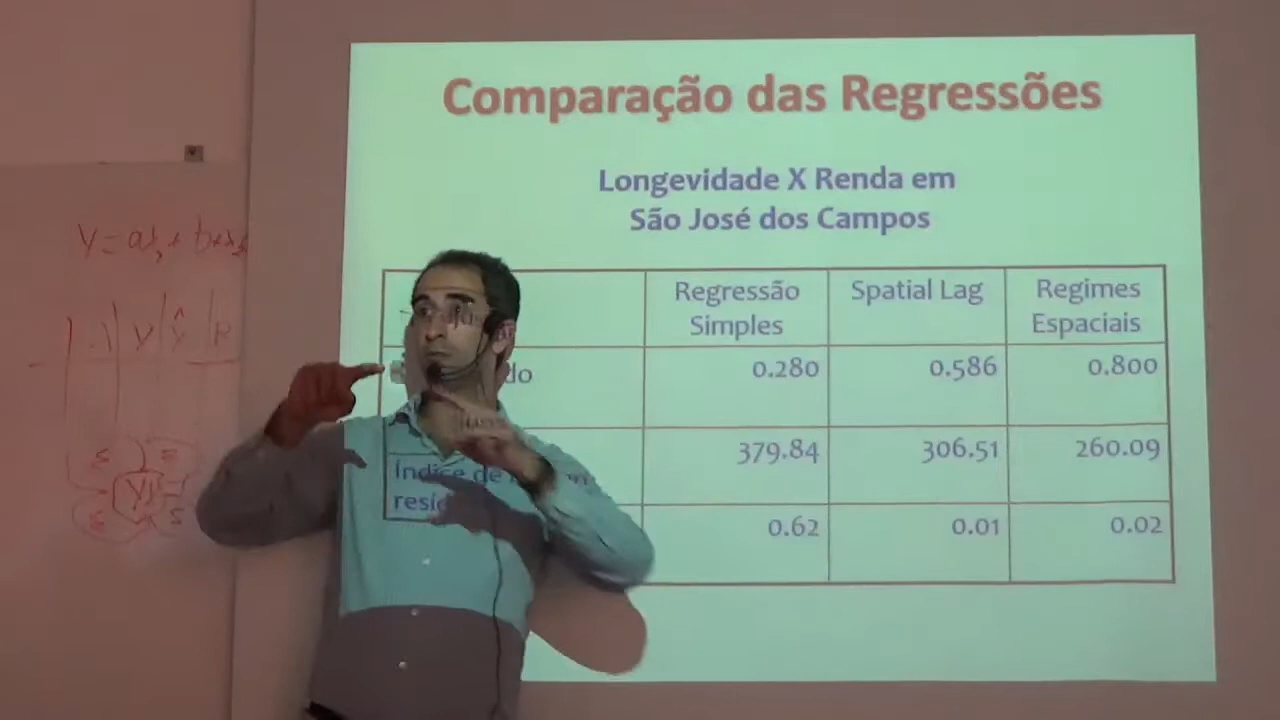 Comparação das Regressões
Longevidade X Renda em
São José dos Campos
Regressão
Simples
Spatial Lag
Regimes
Espaciais
0.280
0.586
0.800
379.84
306.51
260.09
Índice de
0.62
0.01
0.02